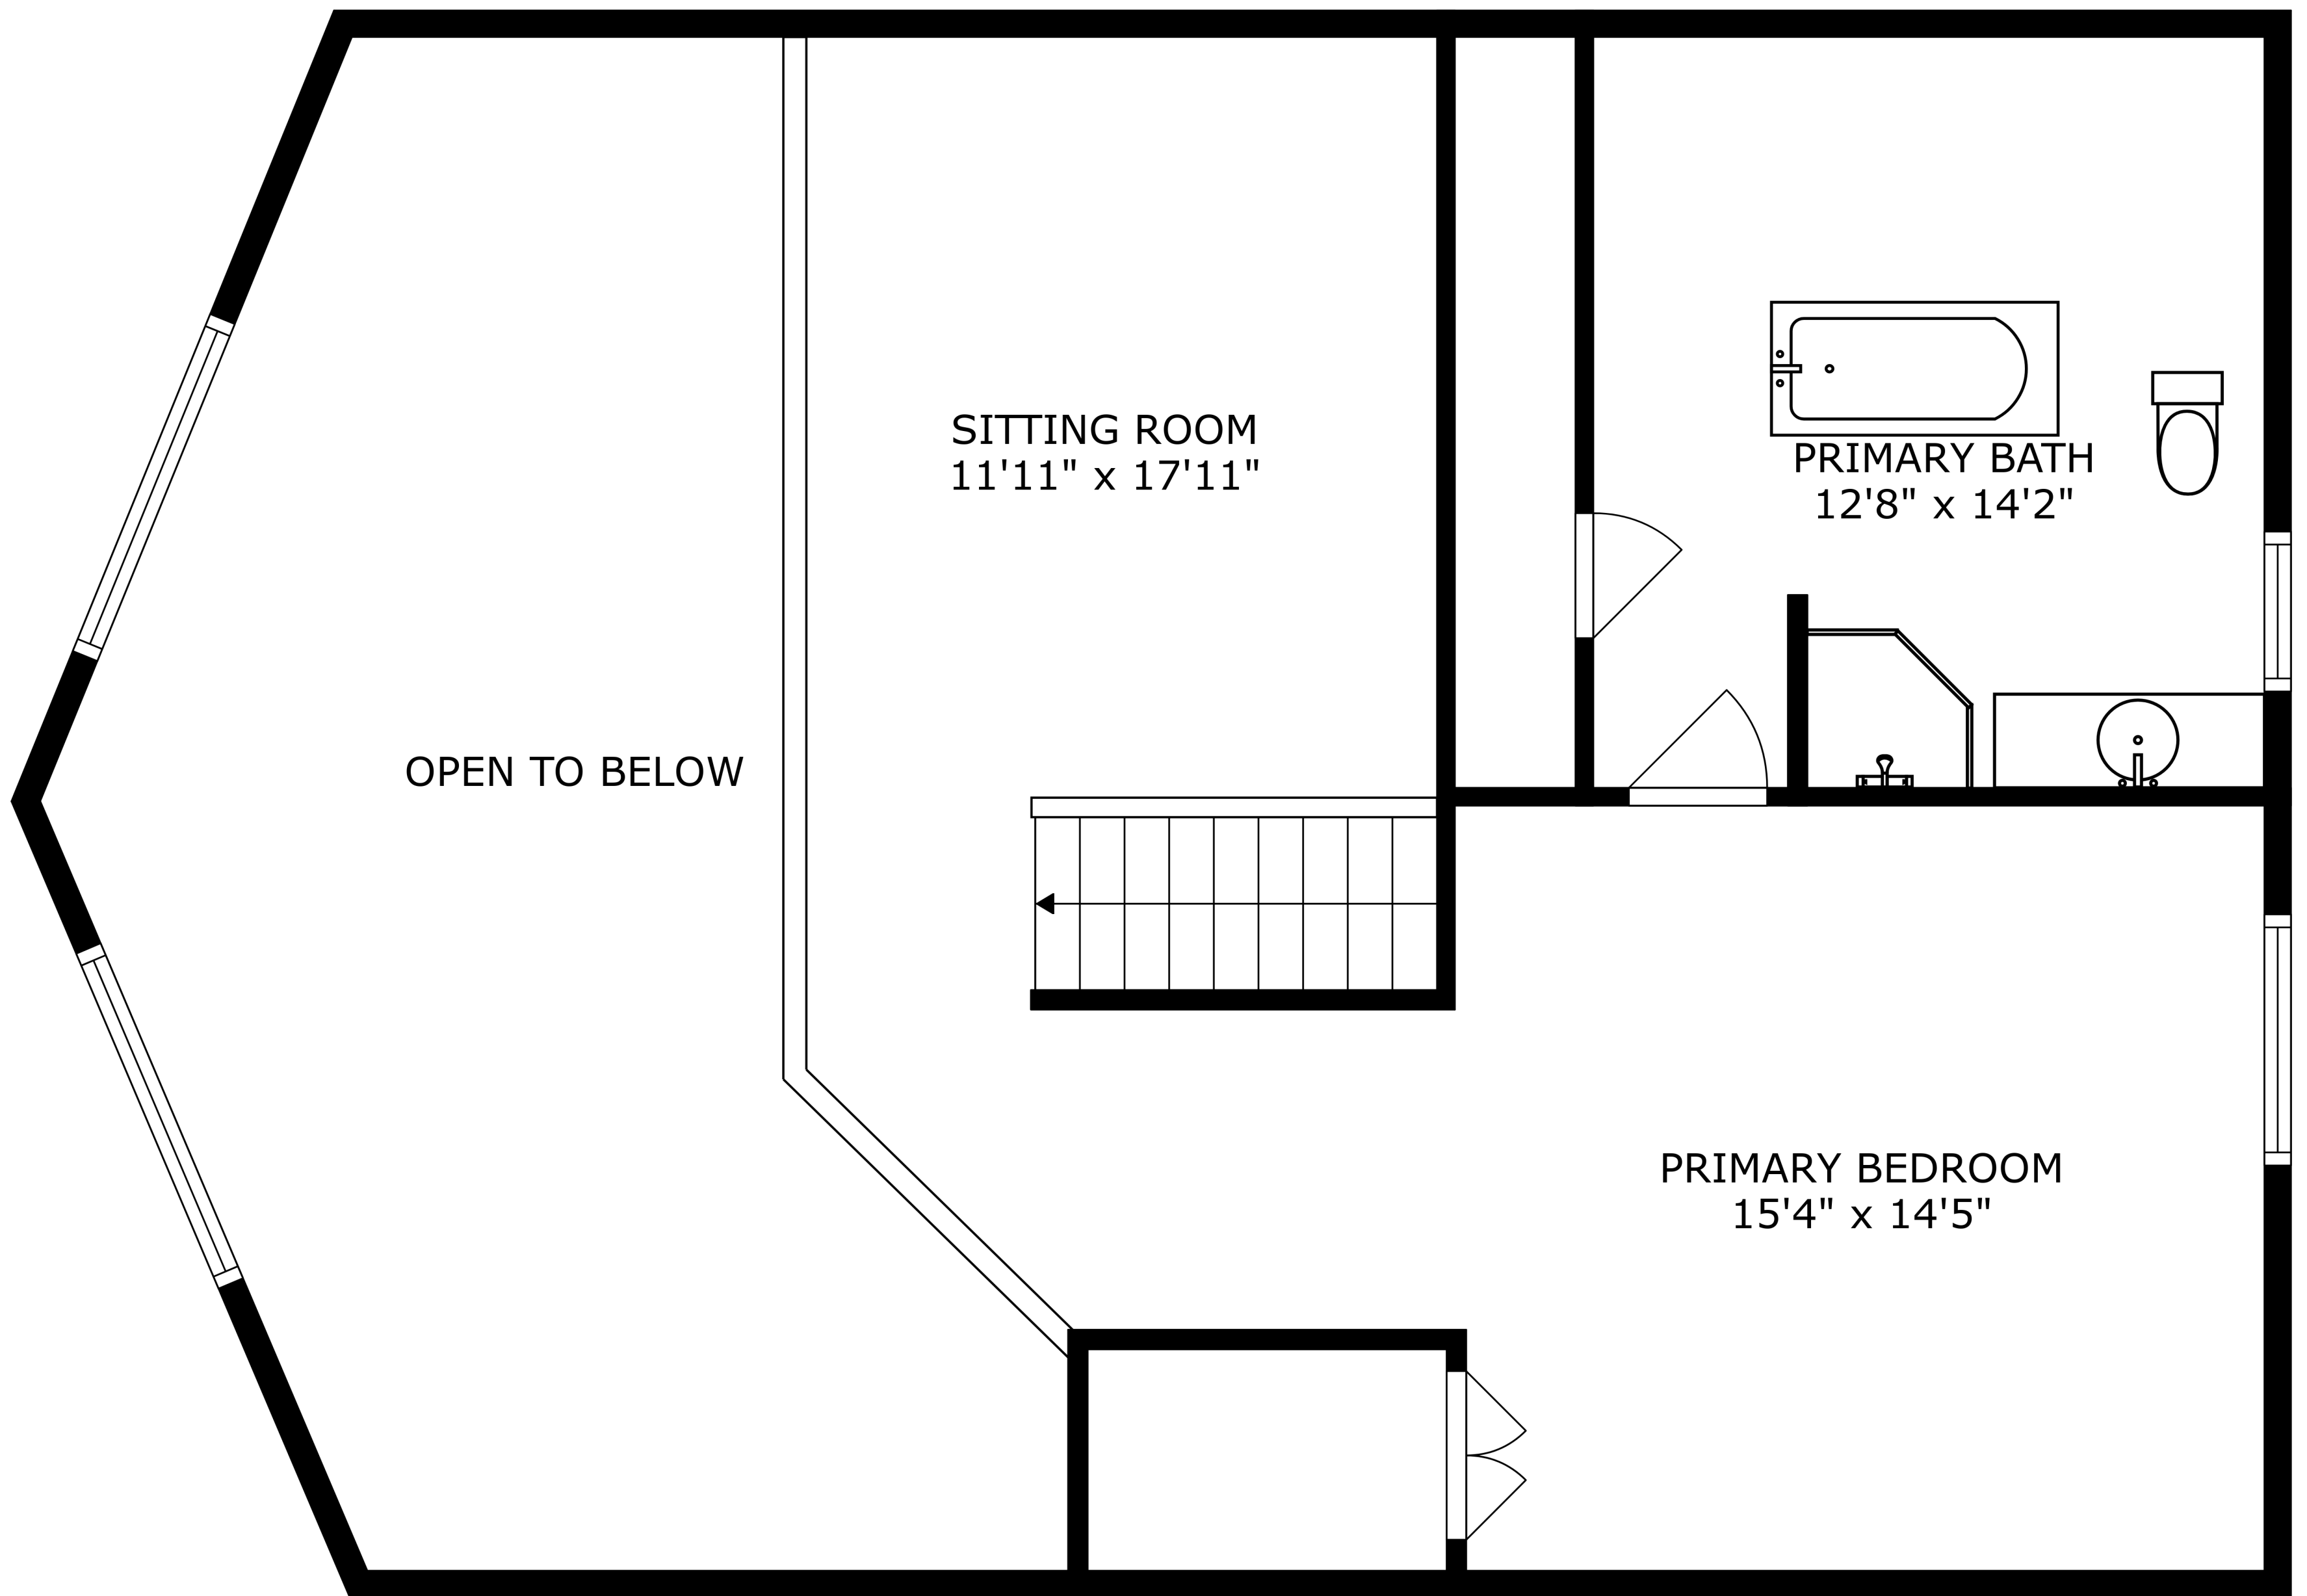 SITTING ROOM
11'11" x 17'11"
PRIMARY BATH
12'8" x 14'2"
OPEN TO BELOW
PRIMARY BEDROOM
15'4" x 14'5"